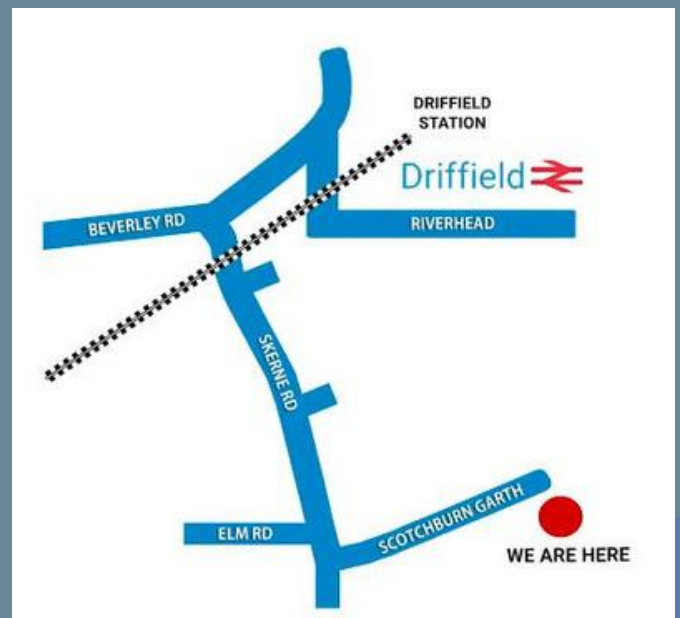 DRIFFIELD
STATION
Driffield
BEVERLEY RD
RIVERHEAD
SKERNE RD
SCOTCHBURN GARTH
ELM RD
WE ARE HERE